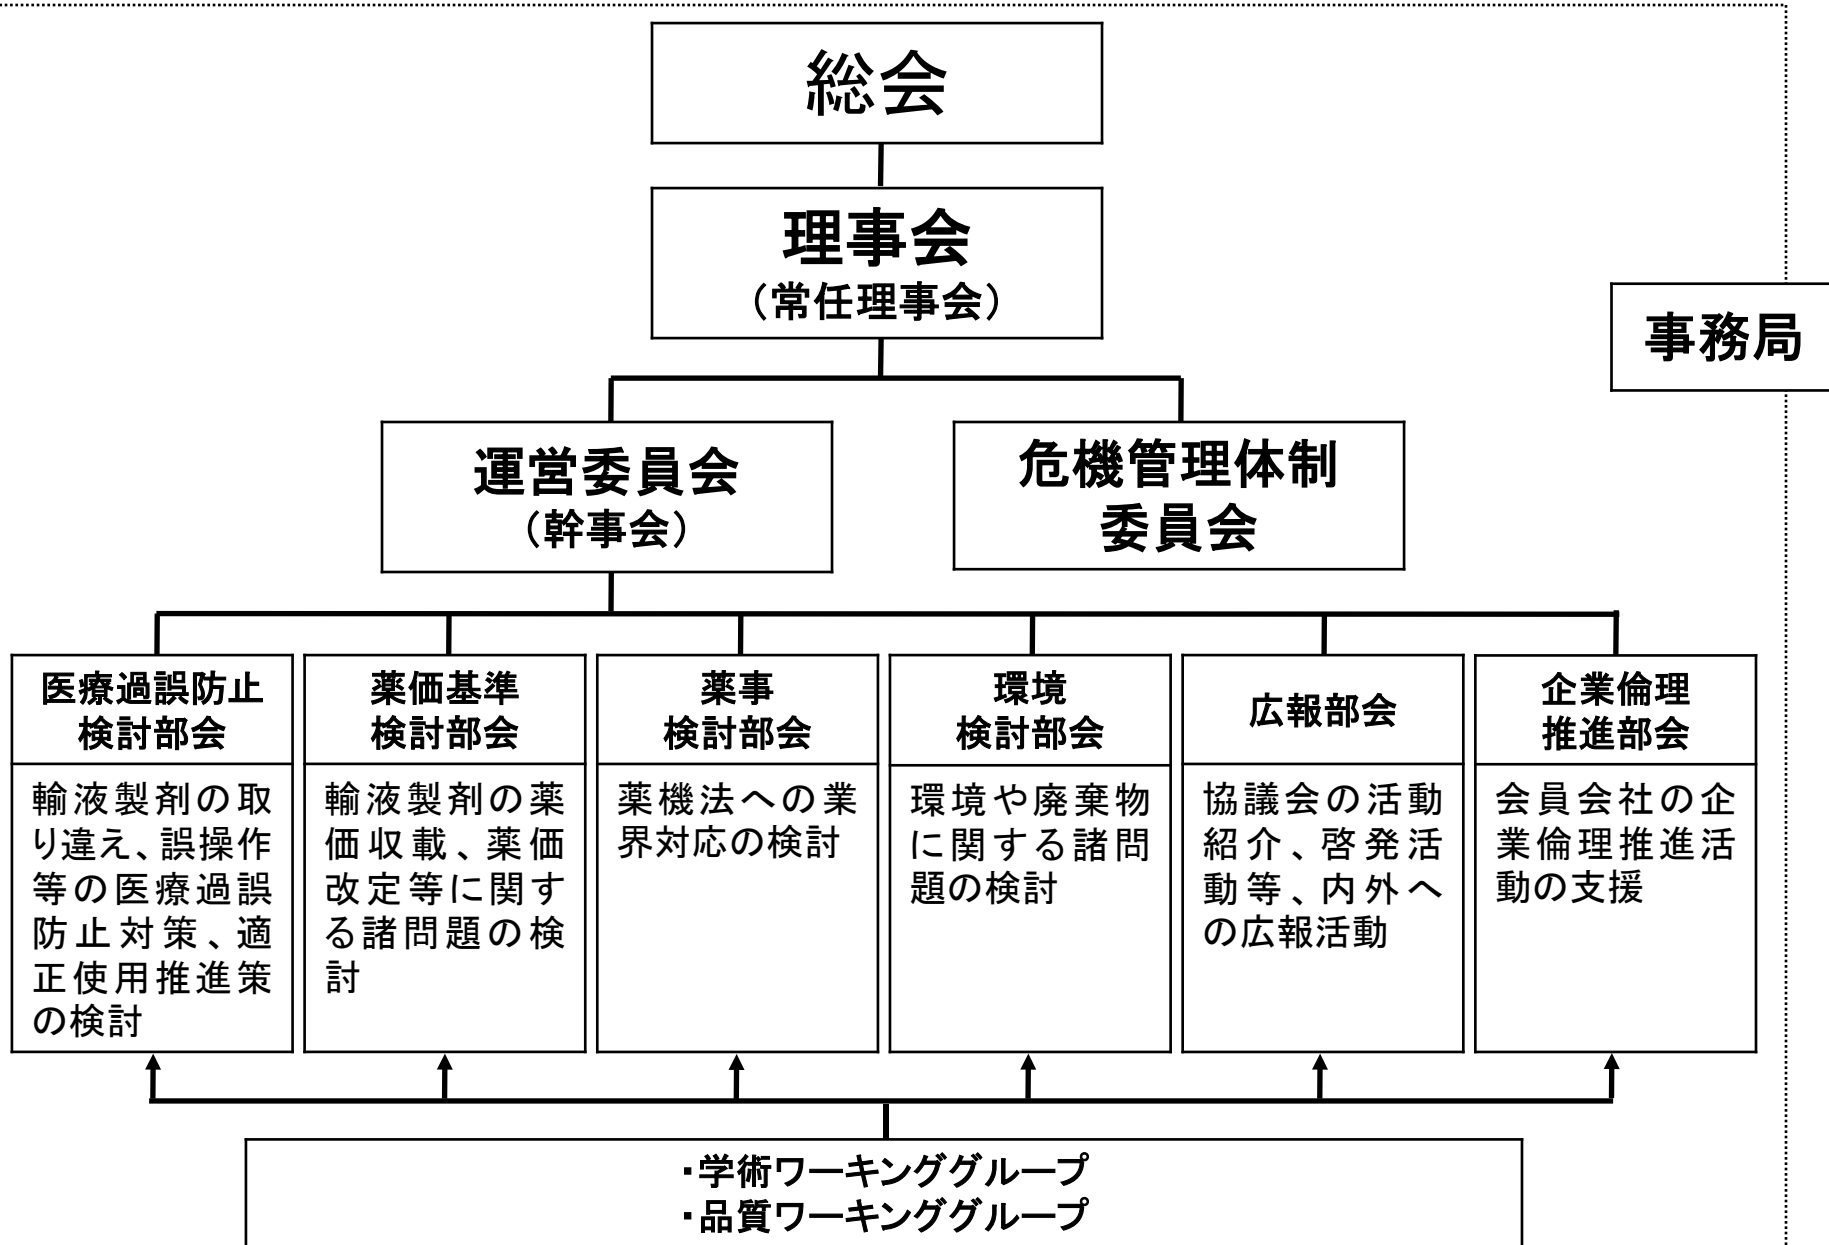 総会
理事会
（常任理事会）
事務局
運営委員会
（幹事会）
危機管理体制
委員会
医療過誤防止
検討部会
輸液製剤の取
り違え、誤操作
等の医療過誤
防止対策、適
正使用推進策
の検討
薬価基準
検討部会
輸液製剤の薬
価収載、薬価
改定等に関す
る諸問題の検
討
薬事
検討部会
薬機法への業
界対応の検討
環境
検討部会
環境や廃棄物
に関する諸問
題の検討
広報部会
協議会の活動
紹介、啓発活
動等、内外へ
の広報活動
企業倫理
推進部会
会員会社の企
業倫理推進活
動の支援
・学術ワーキンググループ
・品質ワーキンググループ